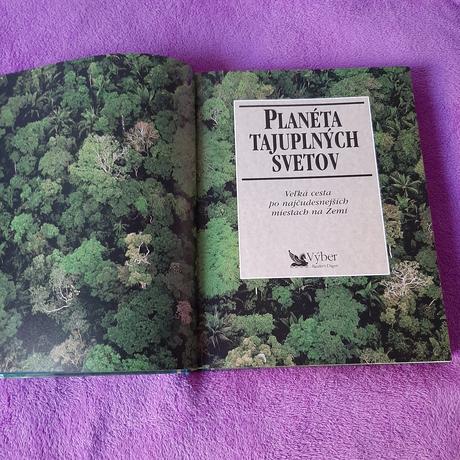 PLANÉTA
TAJUPLNÝCH
SVETOV
Veľká cesta
po najčudesnejších
miestach na Zemi
Výber
Reader's Digest